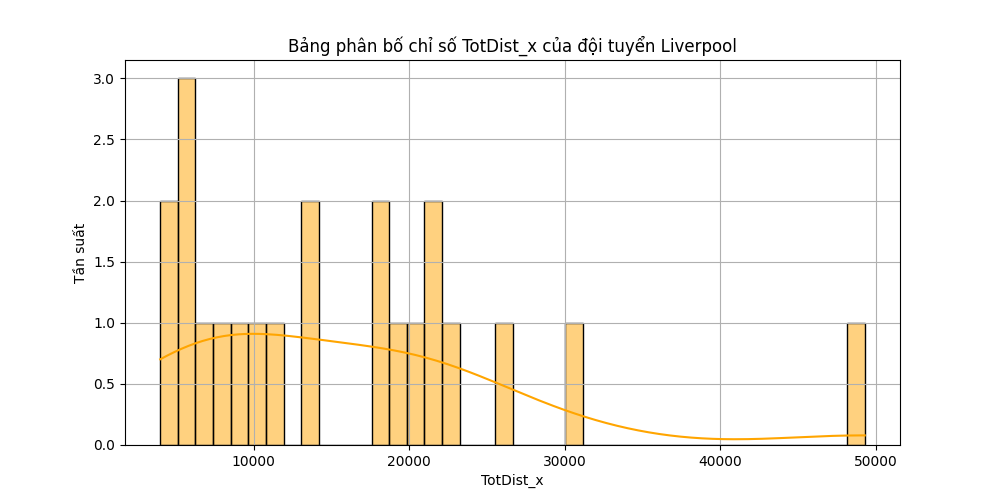 Bảng phân bố chỉ số TotDist_x của đội tuyển Liverpool
Tần suất
3.0
2.5
2.0
1.5
1.0
0.5
0.0
10000 20000 30000 40000 50000
TotDist_x